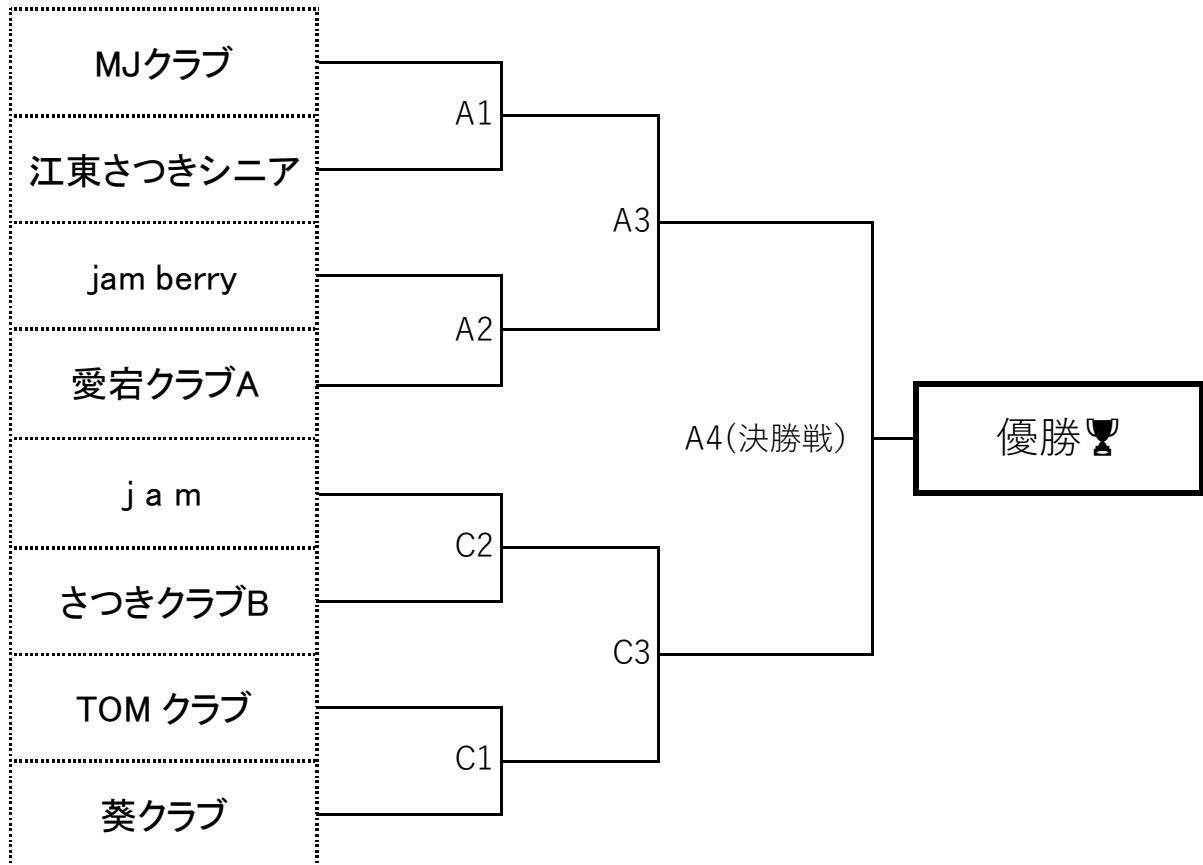 MJクラブ
A1
江東さつきシニア
A3
jam berry
A2
愛宕クラブA
A4(決勝戦)
優勝🏆
j a m
C2
さつきクラブB
C3
TOM クラブ
C1
葵クラブ